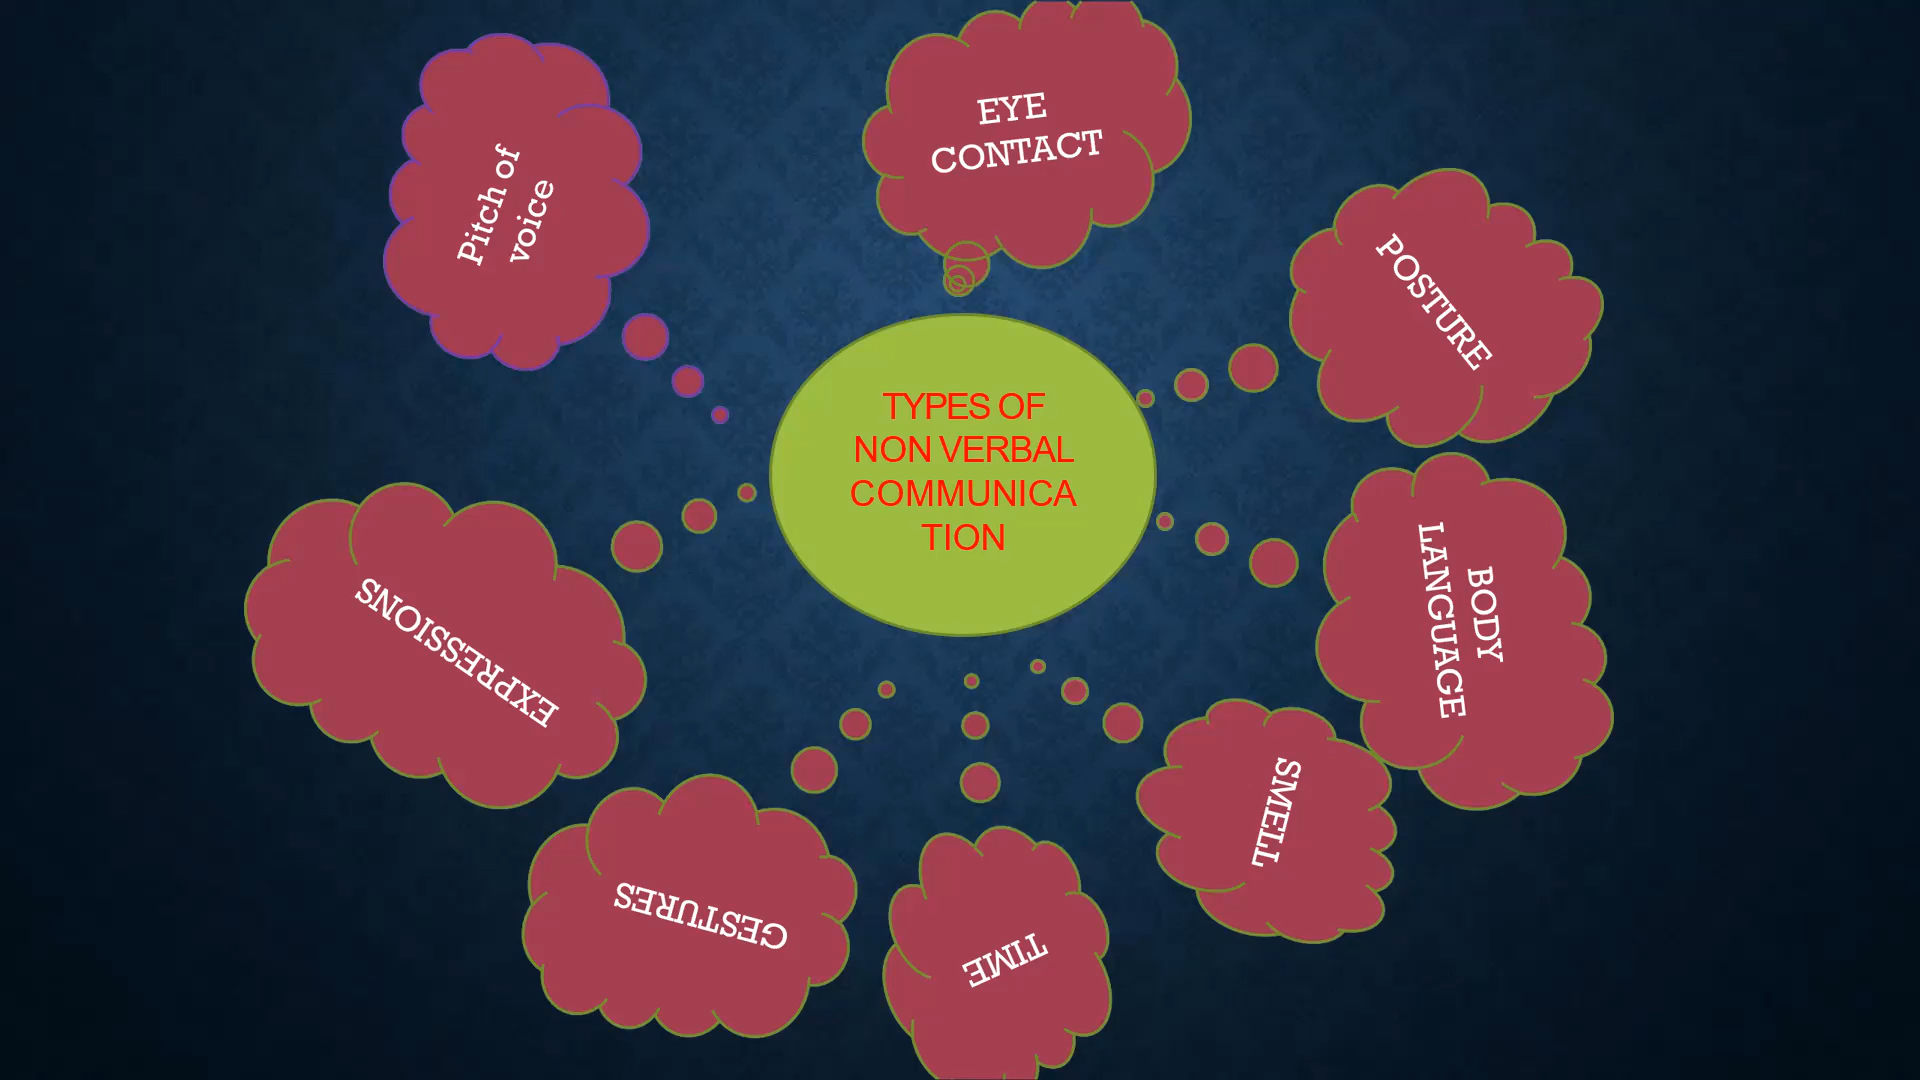 EYE
CONTACT
POSTURE
BODY
LANGUAGE
SMELL
TIME
GESTURES
EXPRESSIONS
Pitch of
voice
TYPES OF
NON VERBAL
COMMUNICA
TION